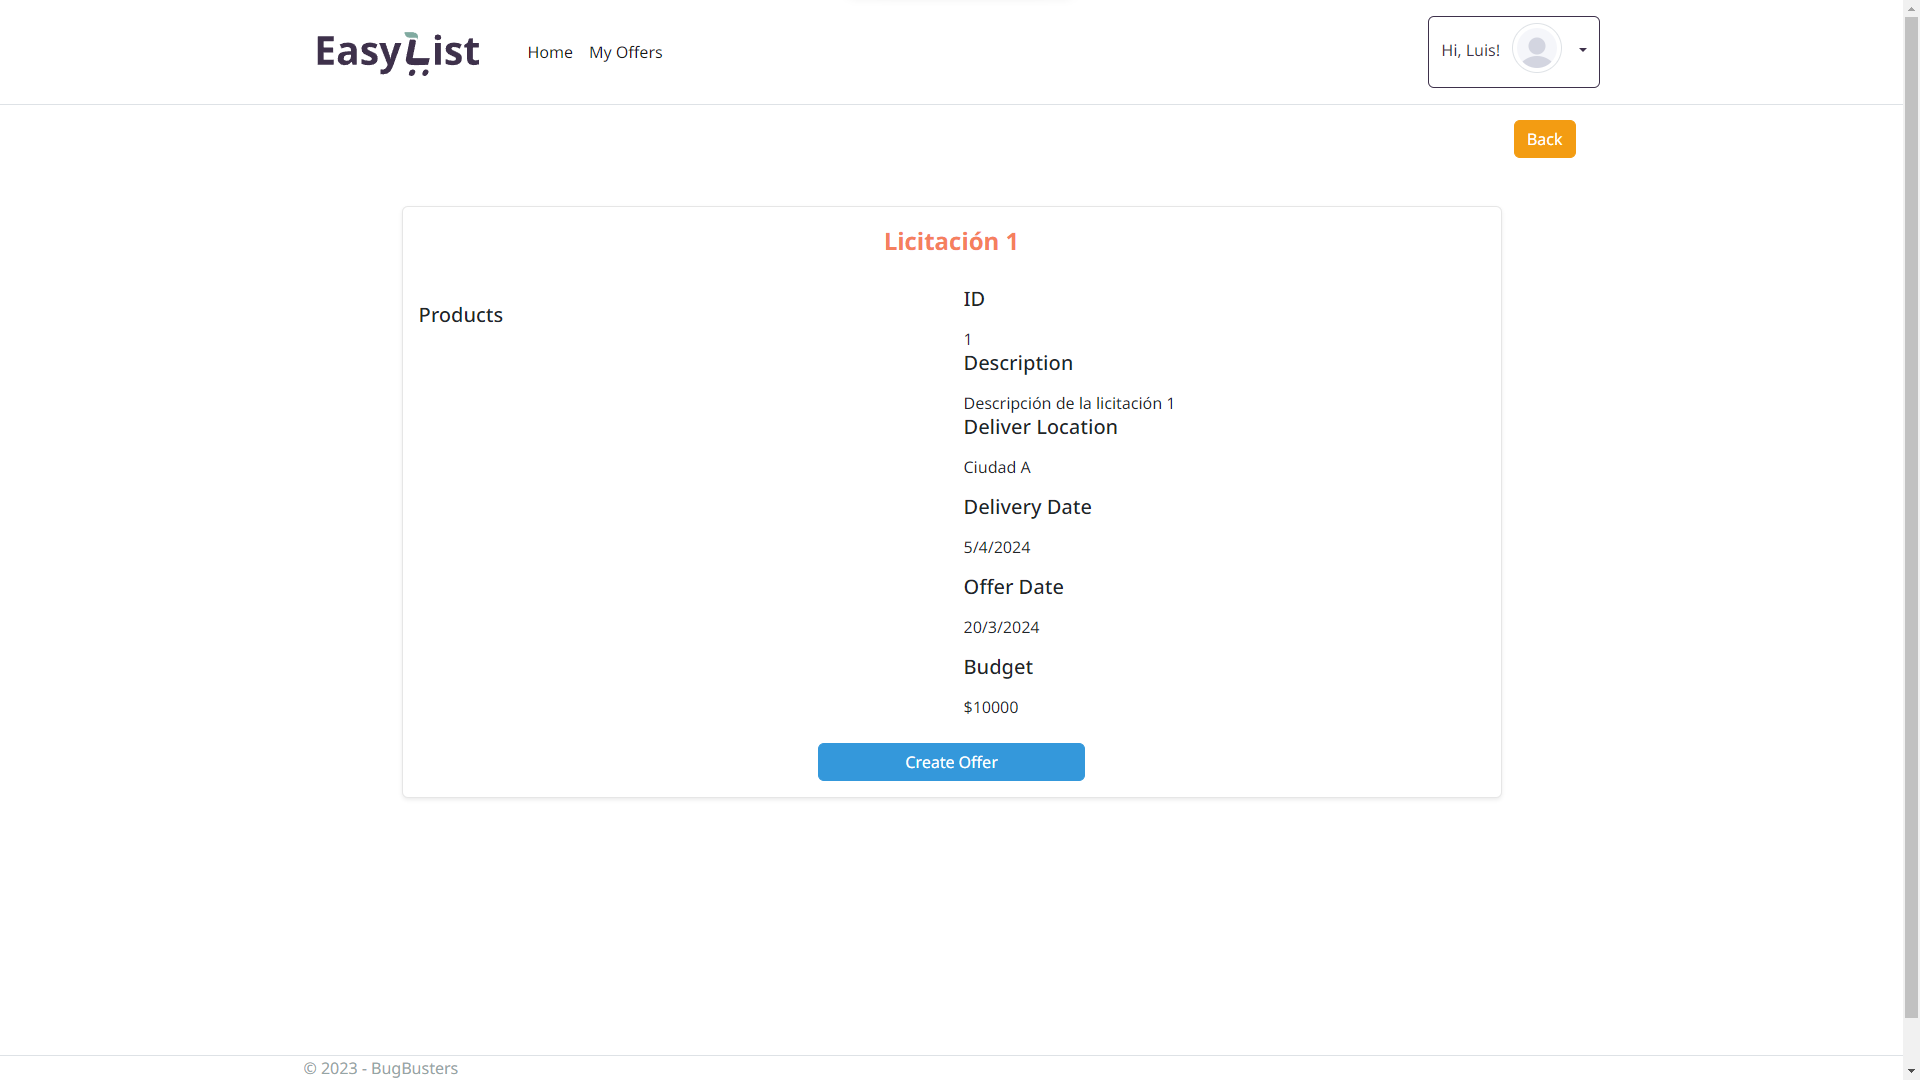 EasyList
Home
My Offers
Hi, Luis!
Back
Licitación 1
Products
ID
1
Description
Descripción de la licitación 1
Deliver Location
Ciudad A
Delivery Date
5/4/2024
Offer Date
20/3/2024
Budget
$10000
Create Offer
© 2023 - BugBusters